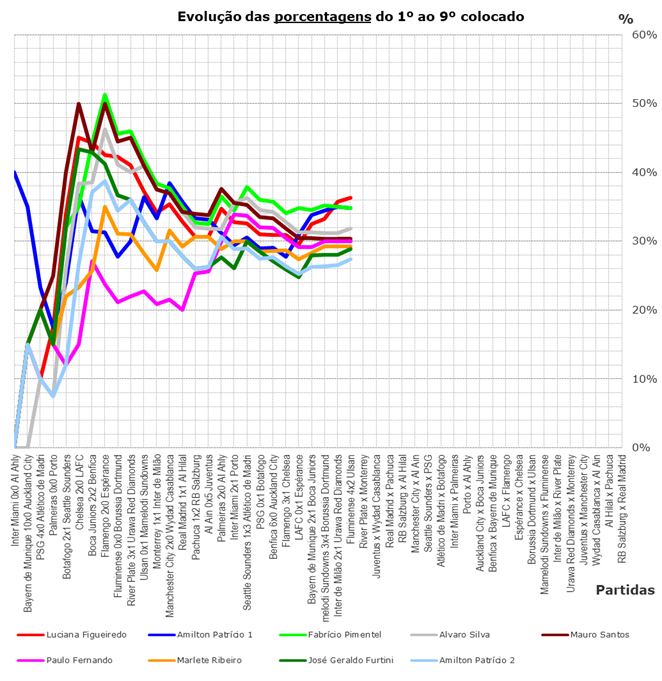 Evolução das porcentagens do 1º ao 9º colocado
%
60%
50%
40%
30%
20%
10%
0%
Inter Miami 0x0 Al Ahly
Bayern de Munique 10x0 Auckland City
PSG 4x0 Atlético de Madri
Palmeiras 0x0 Porto
Botafogo 2x1 Seattle Sounders
Chelsea 2x0 LAFC
Boca Juniors 2x2 Benfica
Flamengo 2x0 Espérance
Fluminense 0x0 Borussia Dortmund
River Plate 3x1 Urawa Red Diamonds
Ulsan 0x1 Mamelodi Sundowns
Monterrey 1x1 Inter de Milão
Manchester City 2x0 Wydad Casablanca
Real Madrid 1x1 Al Hilal
Pachuca 1x2 RB Salzburg
Al Ain 0x5 Juventus
Palmeiras 2x0 Al Ahly
Inter Miami 2x1 Porto
Seattle Sounders 1x3 Atlético de Madri
PSG 0x1 Botafogo
Benfica 6x0 Auckland City
Flamengo 3x1 Chelsea
LAFC 0x1 Espérance
Bayern de Munique 2x1 Boca Juniors
melodi Sundowns 3x4 Borussia Dortmund
Inter de Milão 2x1 Urawa Red Diamonds
Fluminense 4x2 Ulsan
River Plate x Monterrey
Juventus x Wydad Casablanca
Real Madrid x Pachuca
RB Salzburg x Al Hilal
Manchester City x Al Ain
Seattle Sounders x PSG
Atlético de Madri x Botafogo
Inter Miami x Palmeiras
Porto x Al Ahly
Auckland City x Boca Juniors
Benfica x Bayern de Munique
LAFC x Flamengo
Espérance x Chelsea
Borussia Dortmund x Ulsan
Mamelodi Sundowns x Fluminense
Inter de Milão x River Plate
Urawa Red Diamonds x Monterrey
Juventus x Manchester City
Wydad Casablanca x Al Ain
Al Hilal x Pachuca
RB Salzburg x Real Madrid
Partidas
Luciana Figueiredo
Amilton Patrício 1
Fabrício Pimentel
Alvaro Silva
Mauro Santos
Paulo Fernando
Marlete Ribeiro
José Geraldo Furtini
Amilton Patrício 2